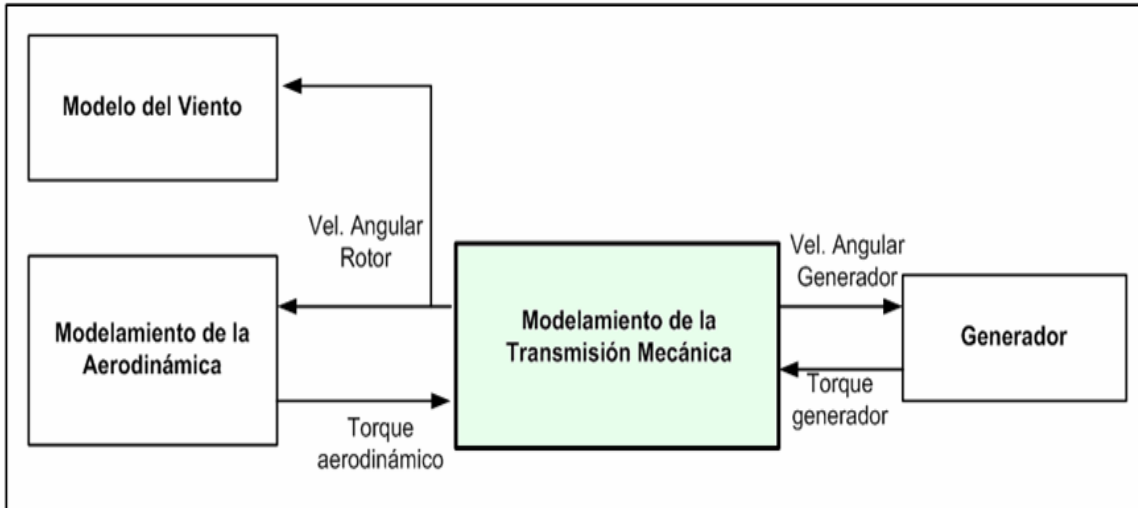 Modelo del Viento
Vel. Angular
Rotor
Modelamiento de la
Aerodinámica
Torque
aerodinámico
Modelamiento de la
Transmisión Mecánica
Vel. Angular
Generador
Generador
Torque
generador